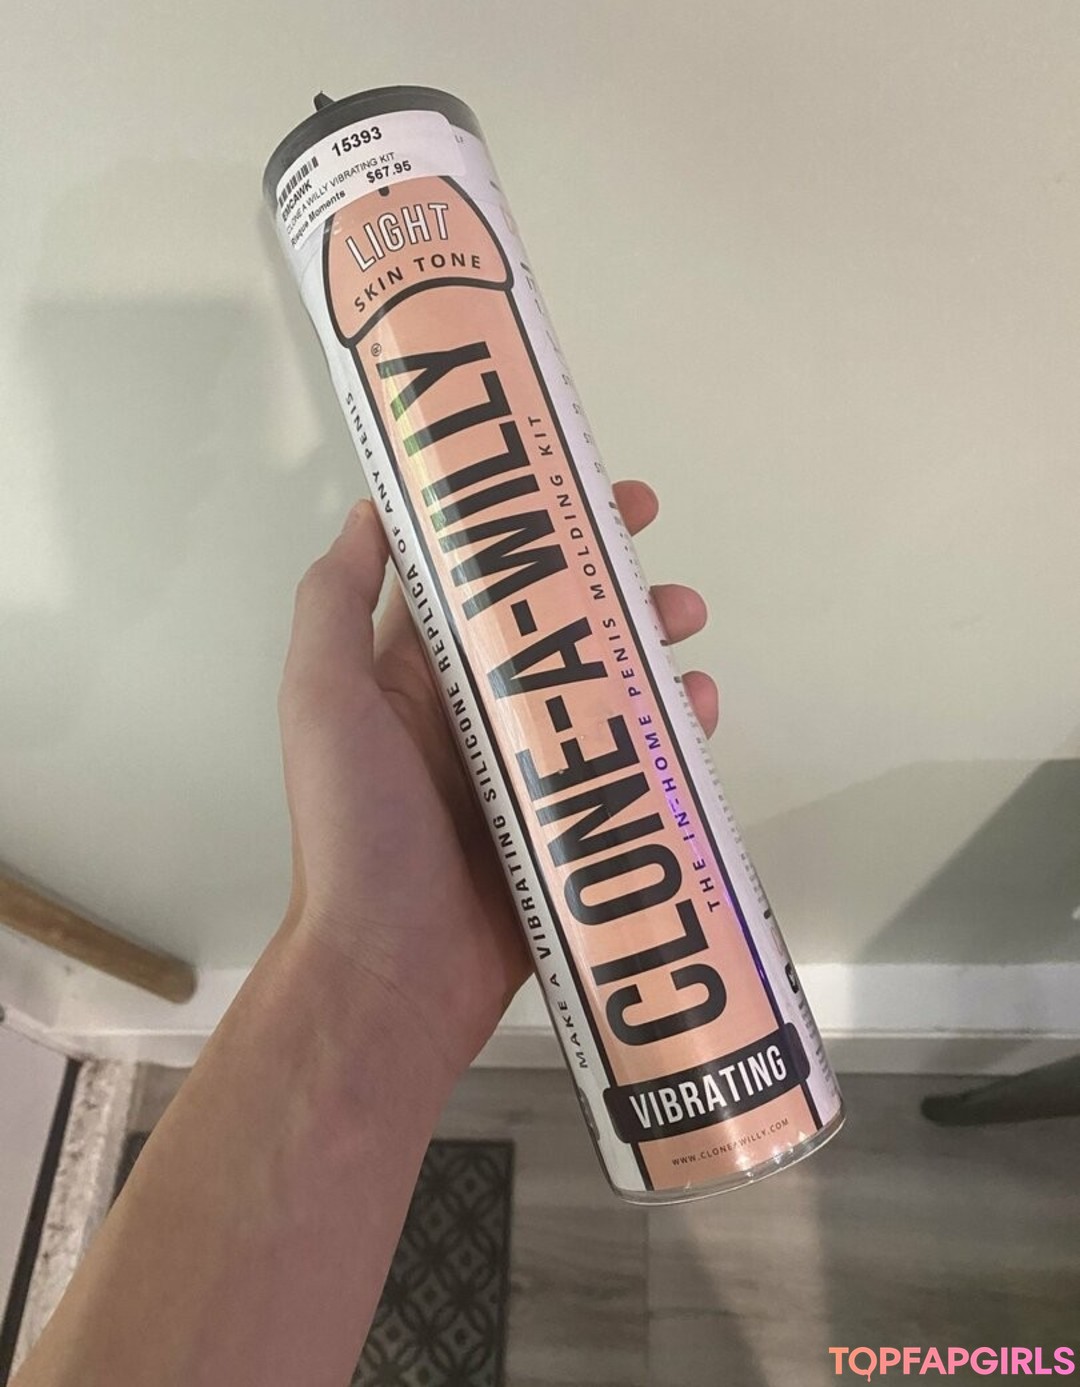 15393
CLONE A WILLY VIBRATING KIT
$67.95
Risque Moments
LIGHT
SKIN TONE
CLONE-A-WILLY®
THE IN-HOME PENIS MOLDING KIT
MAKE A VIBRATING SILICONE REPLICA OF ANY PENIS
VIBRATING
WWW.CLONEAWILLY.COM
TOPFAPGIRLS